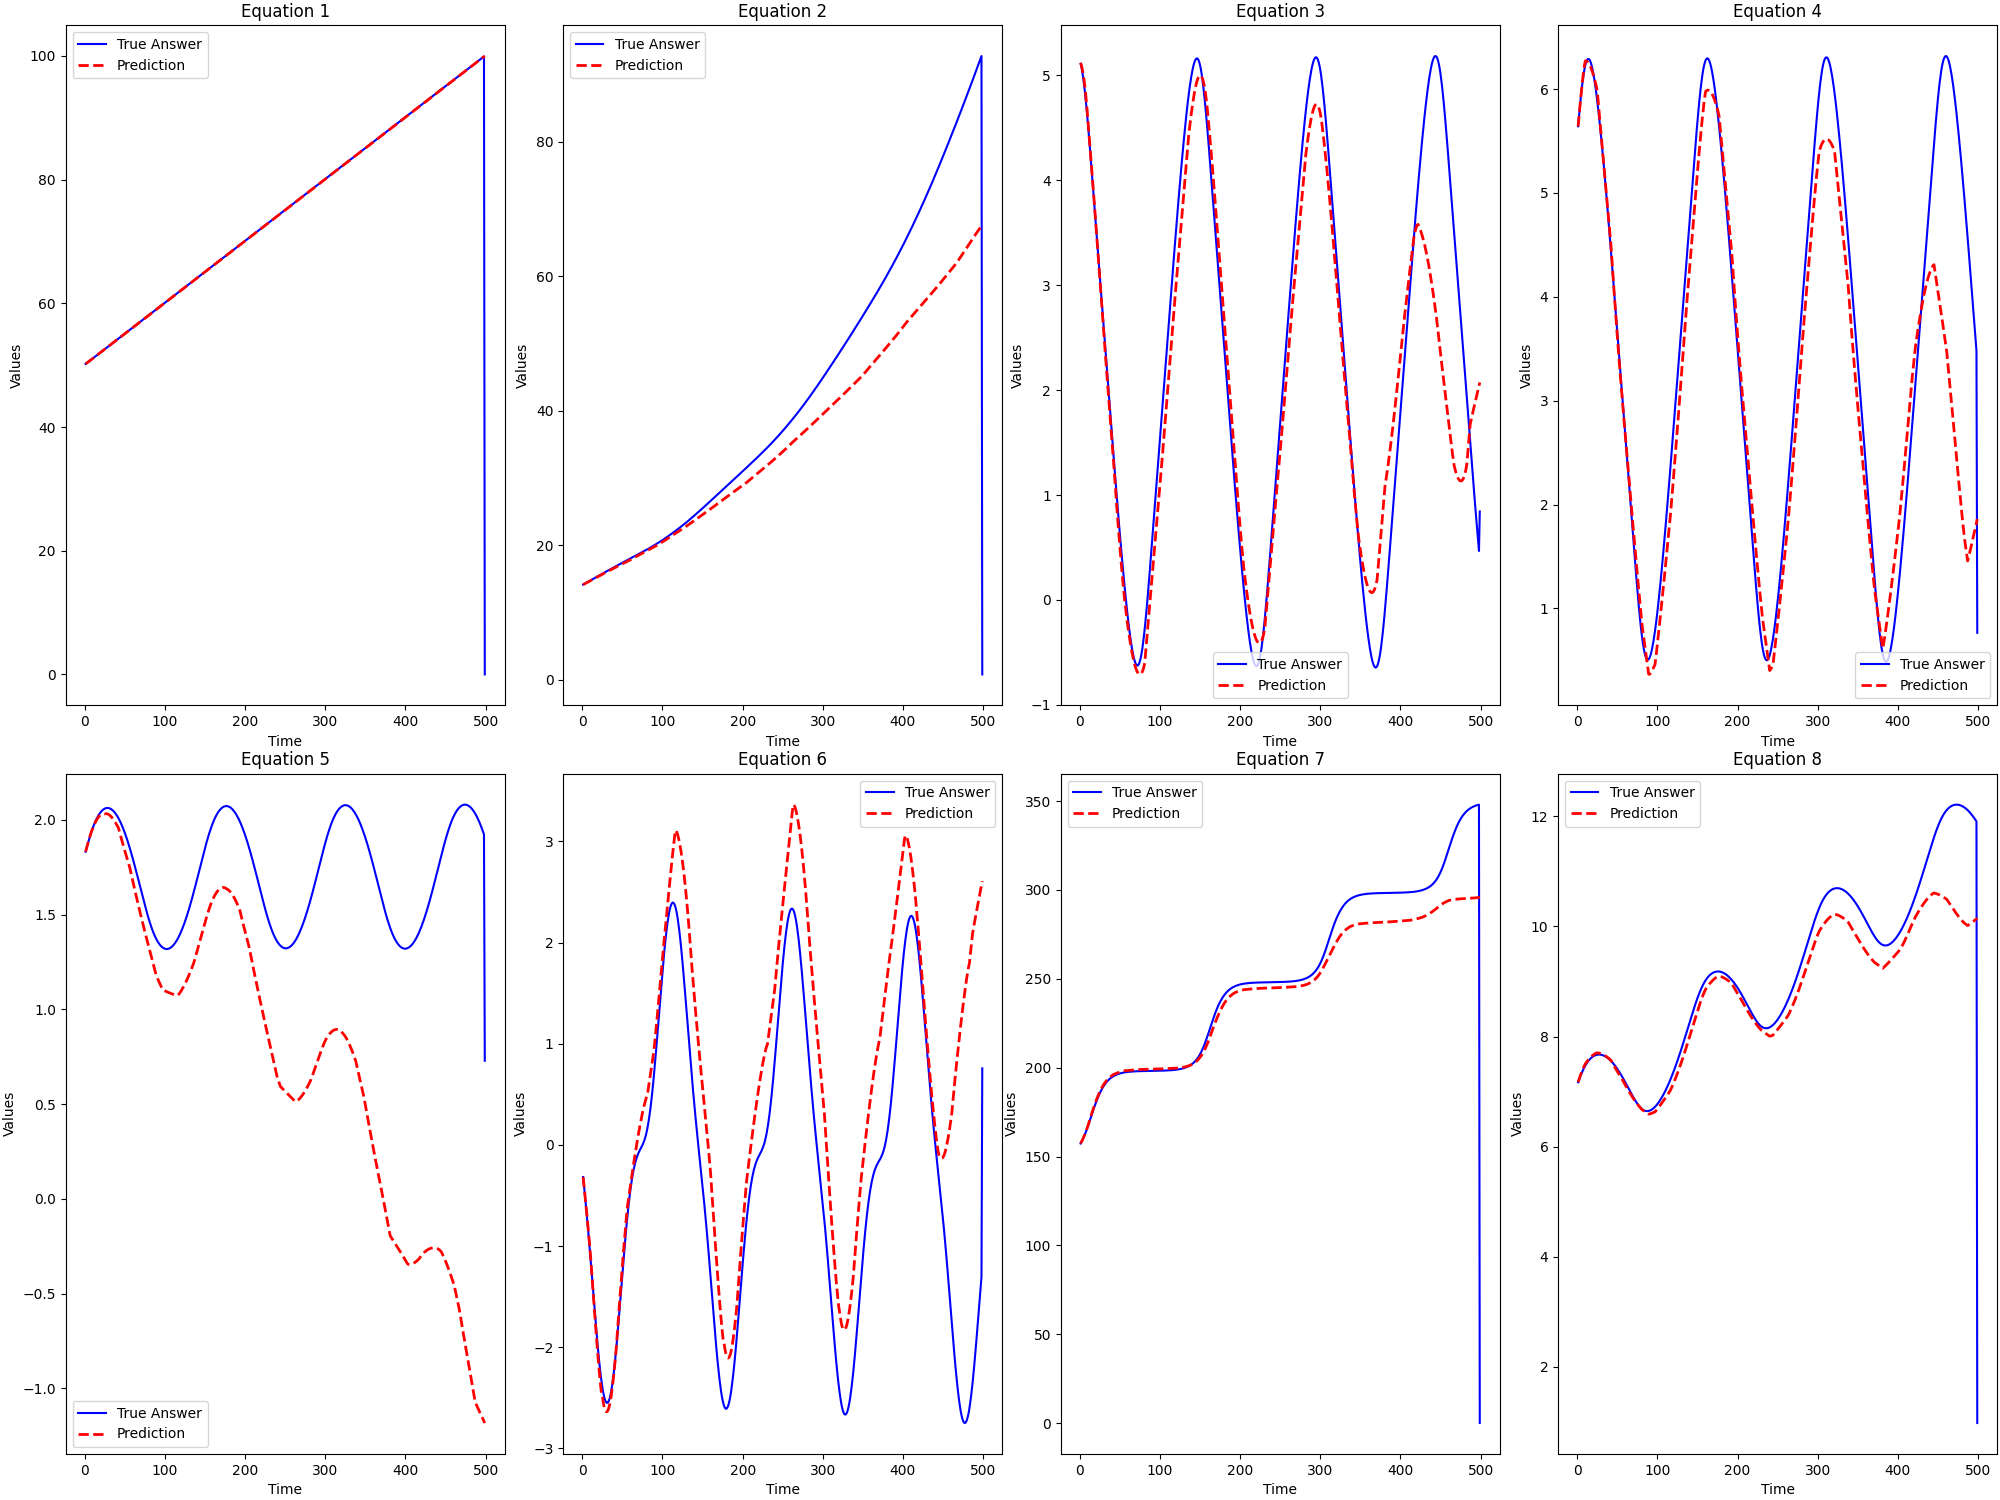 Equation 1
True Answer
Prediction
100
80
60
40
20
0
Values
0 100 200 300 400 500
Time
Equation 2
True Answer
Prediction
80
60
40
20
0
Values
0 100 200 300 400 500
Time
Equation 3
5
4
3
2
1
0
−1
Values
True Answer
Prediction
0 100 200 300 400 500
Time
Equation 4
6
5
4
3
2
1
Values
True Answer
Prediction
0 100 200 300 400 500
Time
Equation 5
2.0
1.5
1.0
0.5
0.0
−0.5
−1.0
Values
True Answer
Prediction
0 100 200 300 400 500
Time
Equation 6
True Answer
Prediction
3
2
1
0
−1
−2
−3
Values
0 100 200 300 400 500
Time
Equation 7
True Answer
Prediction
350
300
250
200
150
100
50
0
Values
0 100 200 300 400 500
Time
Equation 8
True Answer
Prediction
12
10
8
6
4
2
Values
0 100 200 300 400 500
Time